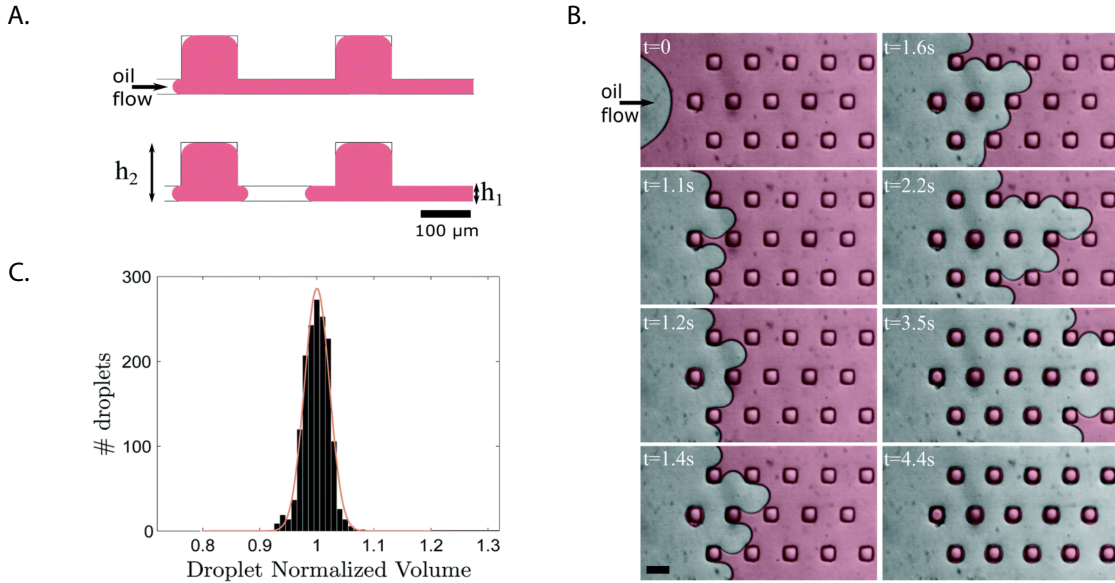 A.
oil
flow
h2
h1
100 µm
B.
oil
flow
t=0
t=1.6s
t=1.1s
t=2.2s
t=1.2s
t=3.5s
t=1.4s
t=4.4s
C.
# droplets
300
200
100
0
0.8 0.9 1 1.1 1.2 1.3
Droplet Normalized Volume